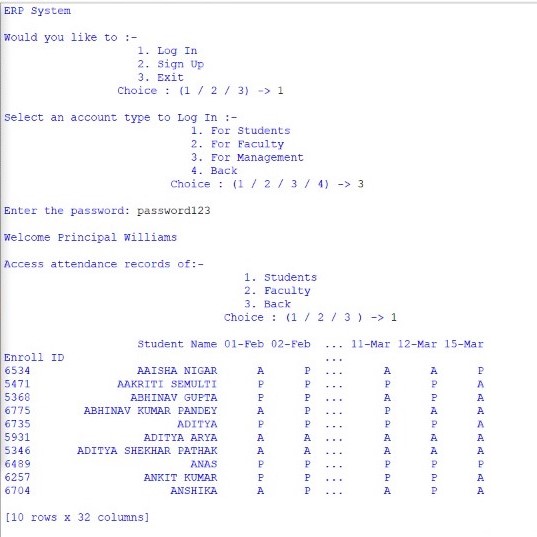 ERP System
Would you like to :-
1. Log In
2. Sign Up
3. Exit
Choice : (1 / 2 / 3) -> 1
Select an account type to Log In :-
1. For Students
2. For Faculty
3. For Management
4. Back
Choice : (1 / 2 / 3 / 4) -> 3
Enter the password: password123
Welcome Principal Williams
Access attendance records of:-
1. Students
2. Faculty
3. Back
Choice : (1 / 2 / 3 ) -> 1
Student Name 01-Feb 02-Feb ... 11-Mar 12-Mar 15-Mar
Enroll ID ...
6534 AAISHA NIGAR A P ... A A P
5471 AAKRITI SEMULTI P P ... P P A
5368 ABHINAV GUPTA P P ... A P A
6775 ABHINAV KUMAR PANDEY A P ... P A A
6735 ADITYA P P ... P P A
5931 ADITYA ARYA A A ... A A A
5346 ADITYA SHEKHAR PATHAK A P ... A A A
6489 ANAS P P ... P P P
6257 ANKIT KUMAR P P ... P P A
6704 ANSHIKA A P ... A P A
[10 rows x 32 columns]